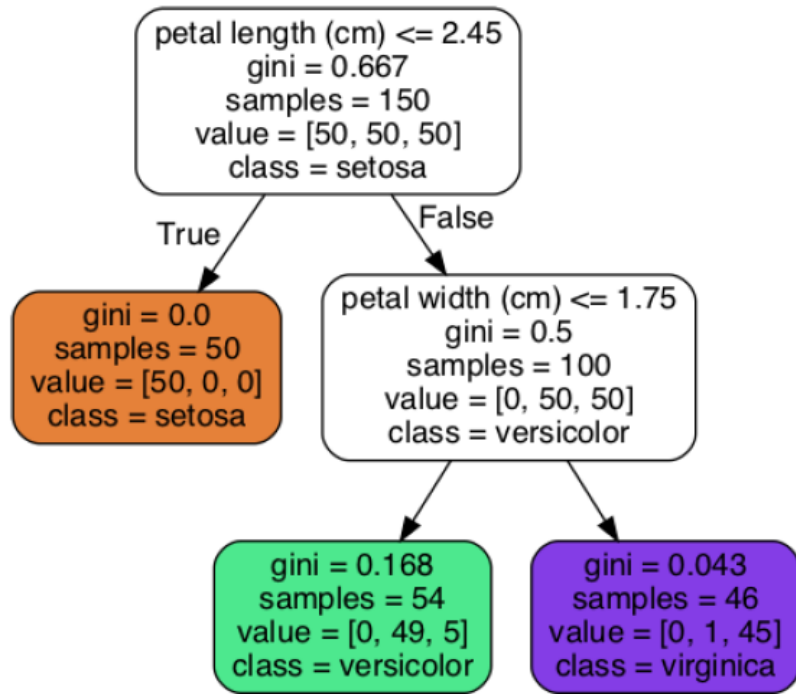 petal length (cm) <= 2.45
gini = 0.667
samples = 150
value = [50, 50, 50]
class = setosa
True
False
gini = 0.0
samples = 50
value = [50, 0, 0]
class = setosa
petal width (cm) <= 1.75
gini = 0.5
samples = 100
value = [0, 50, 50]
class = versicolor
gini = 0.168
samples = 54
value = [0, 49, 5]
class = versicolor
gini = 0.043
samples = 46
value = [0, 1, 45]
class = virginica